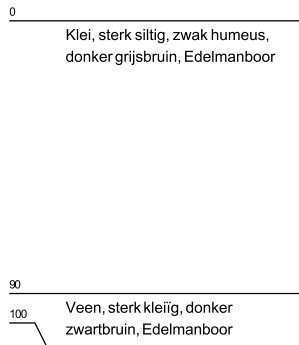 0
Klei, sterk siltig, zwak humeus,
donker grijsbruin, Edelmanboor
90
Veen, sterk kleiïg, donker
100
zwartbruin, Edelmanboor